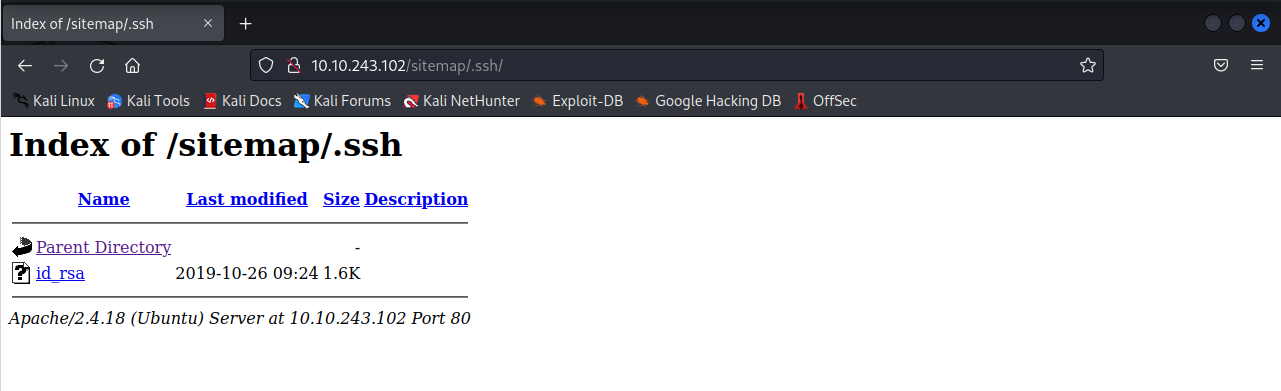 Index of /sitemap/.ssh
10.10.243.102/sitemap/.ssh/
Kali Linux Kali Tools Kali Docs Kali Forums Kali NetHunter Exploit-DB Google Hacking DB OffSec
Index of /sitemap/.ssh
Name Last modified Size Description
Parent Directory -
id_rsa 2019-10-26 09:24 1.6K
Apache/2.4.18 (Ubuntu) Server at 10.10.243.102 Port 80